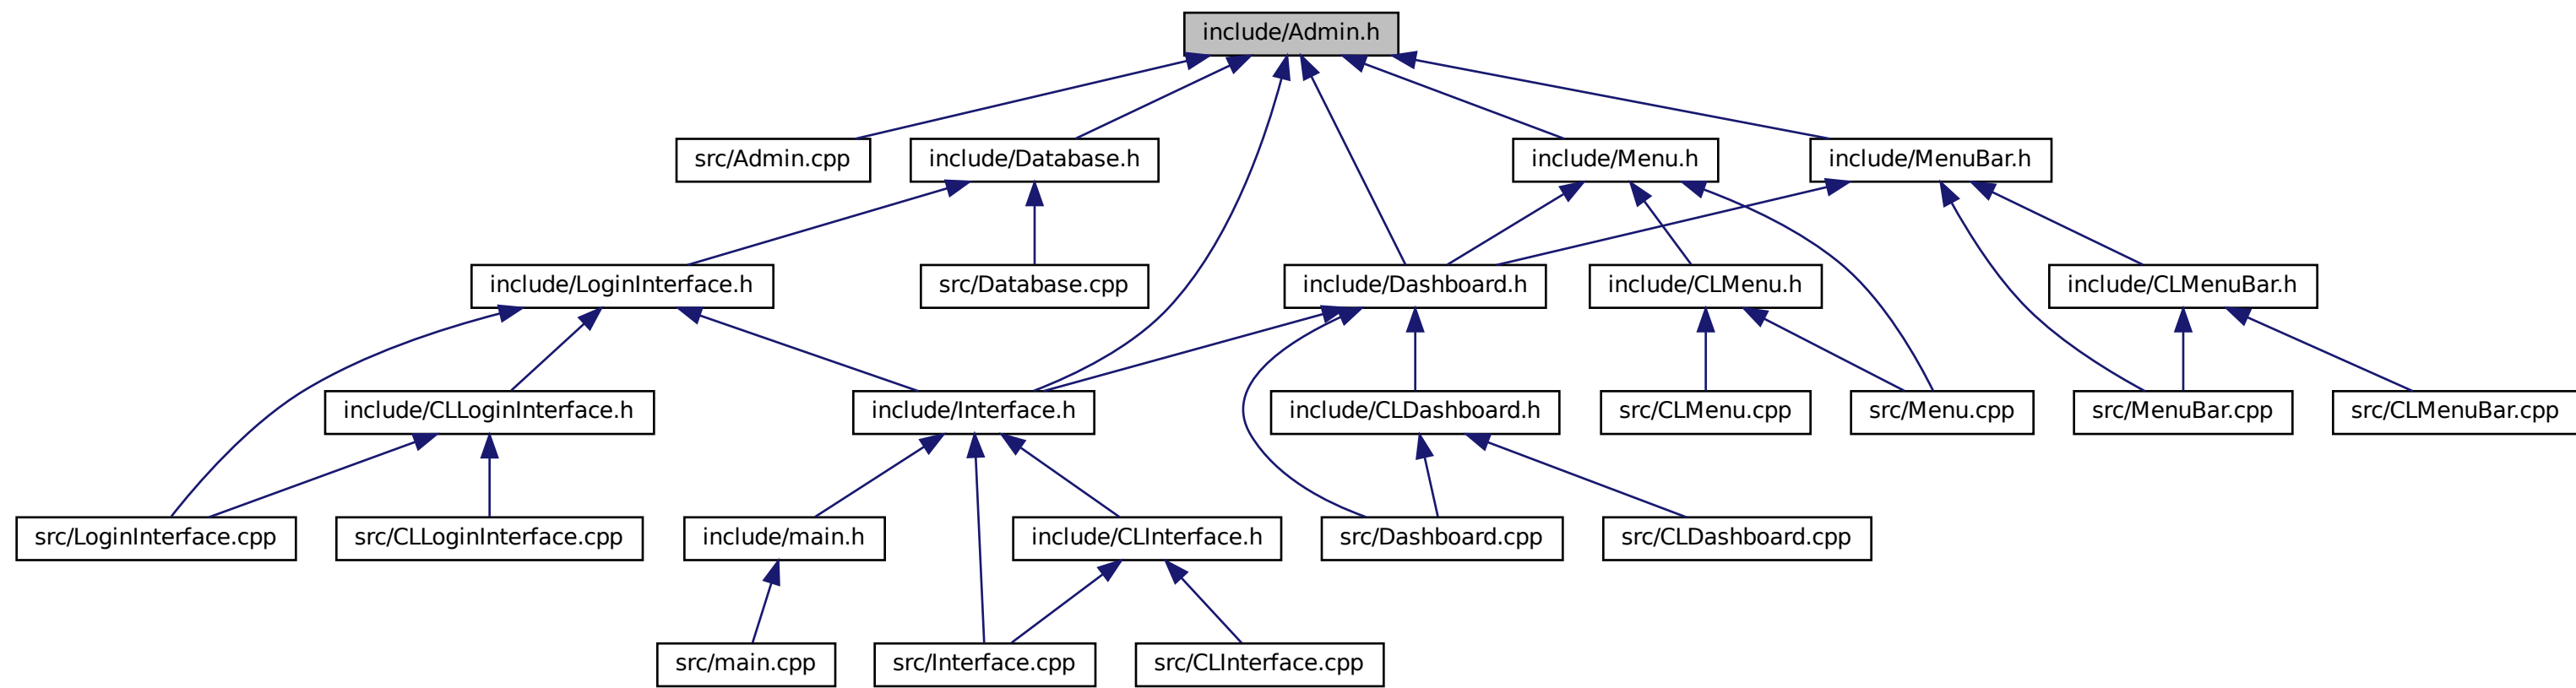 include/Admin.h
src/Admin.cpp
include/Database.h
include/Menu.h
include/MenuBar.h
include/LoginInterface.h
src/Database.cpp
include/Dashboard.h
include/CLMenu.h
include/CLMenuBar.h
include/CLLoginInterface.h
include/Interface.h
include/CLDashboard.h
src/CLMenu.cpp
src/Menu.cpp
src/MenuBar.cpp
src/CLMenuBar.cpp
src/LoginInterface.cpp
src/CLLoginInterface.cpp
include/main.h
include/CLInterface.h
src/Dashboard.cpp
src/CLDashboard.cpp
src/main.cpp
src/Interface.cpp
src/CLInterface.cpp